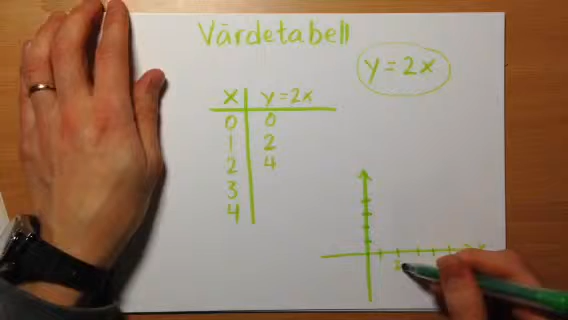 Värdetabell
y = 2x
x y = 2x
0 0
1 2
2 4
3
4